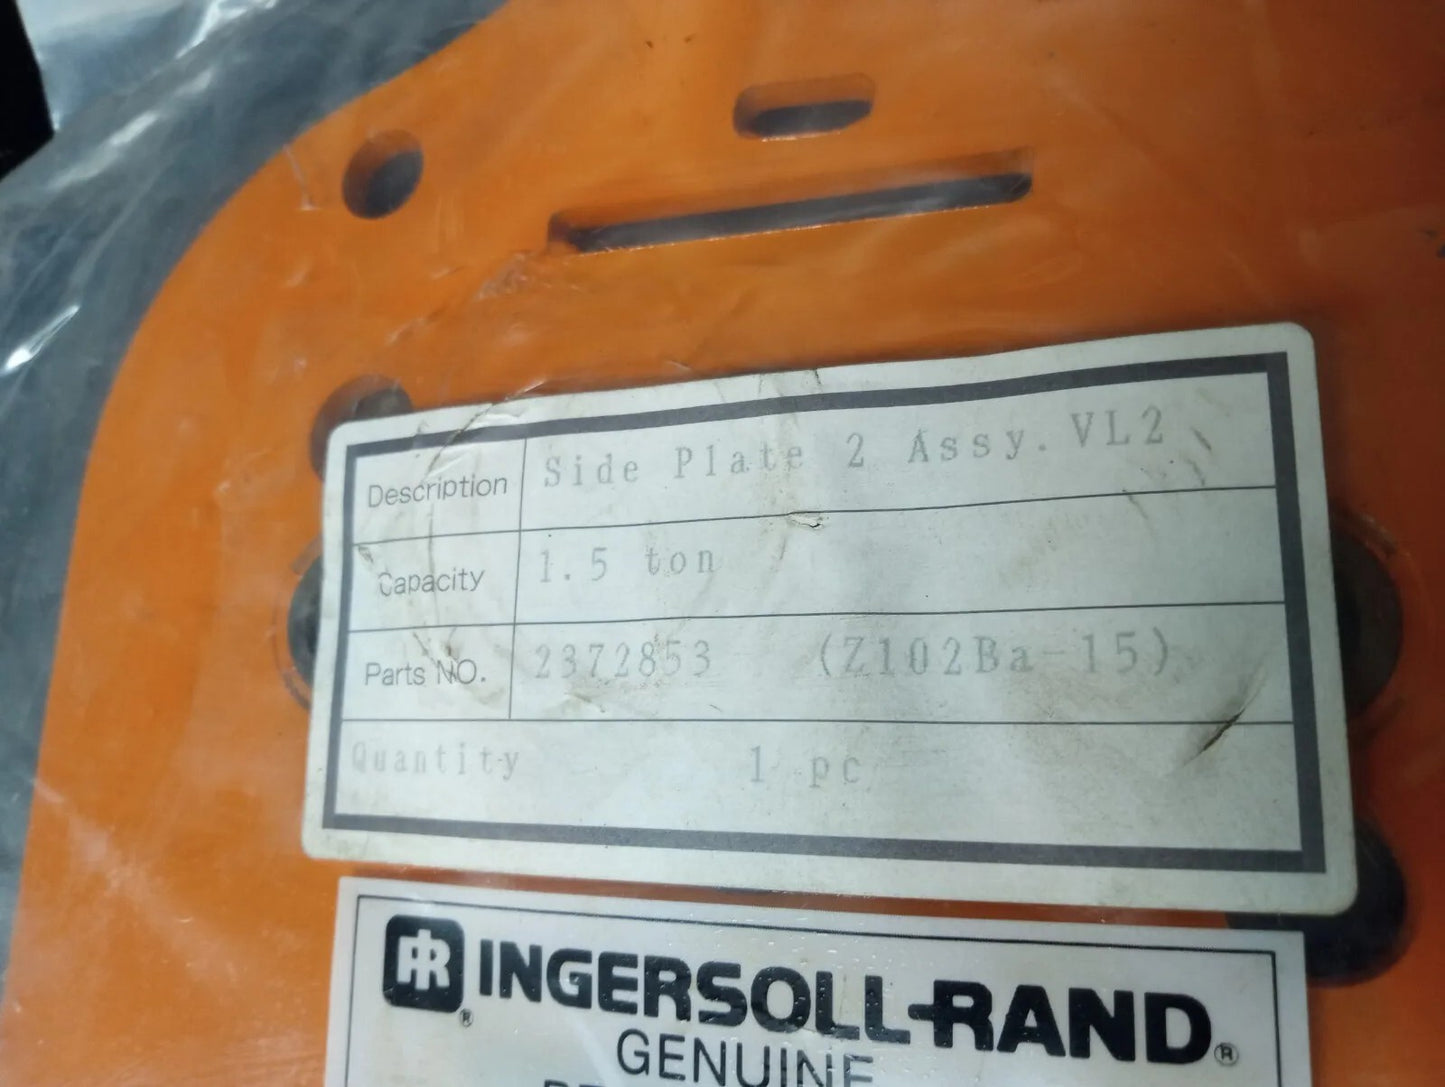 Description Side Plate 2 Assy. VL2
Capacity 1.5 ton
Parts NO. 2372853 (Z102Ba-15)
Quantity 1 pc
IR® INGERSOLL-RAND®
GENUINE